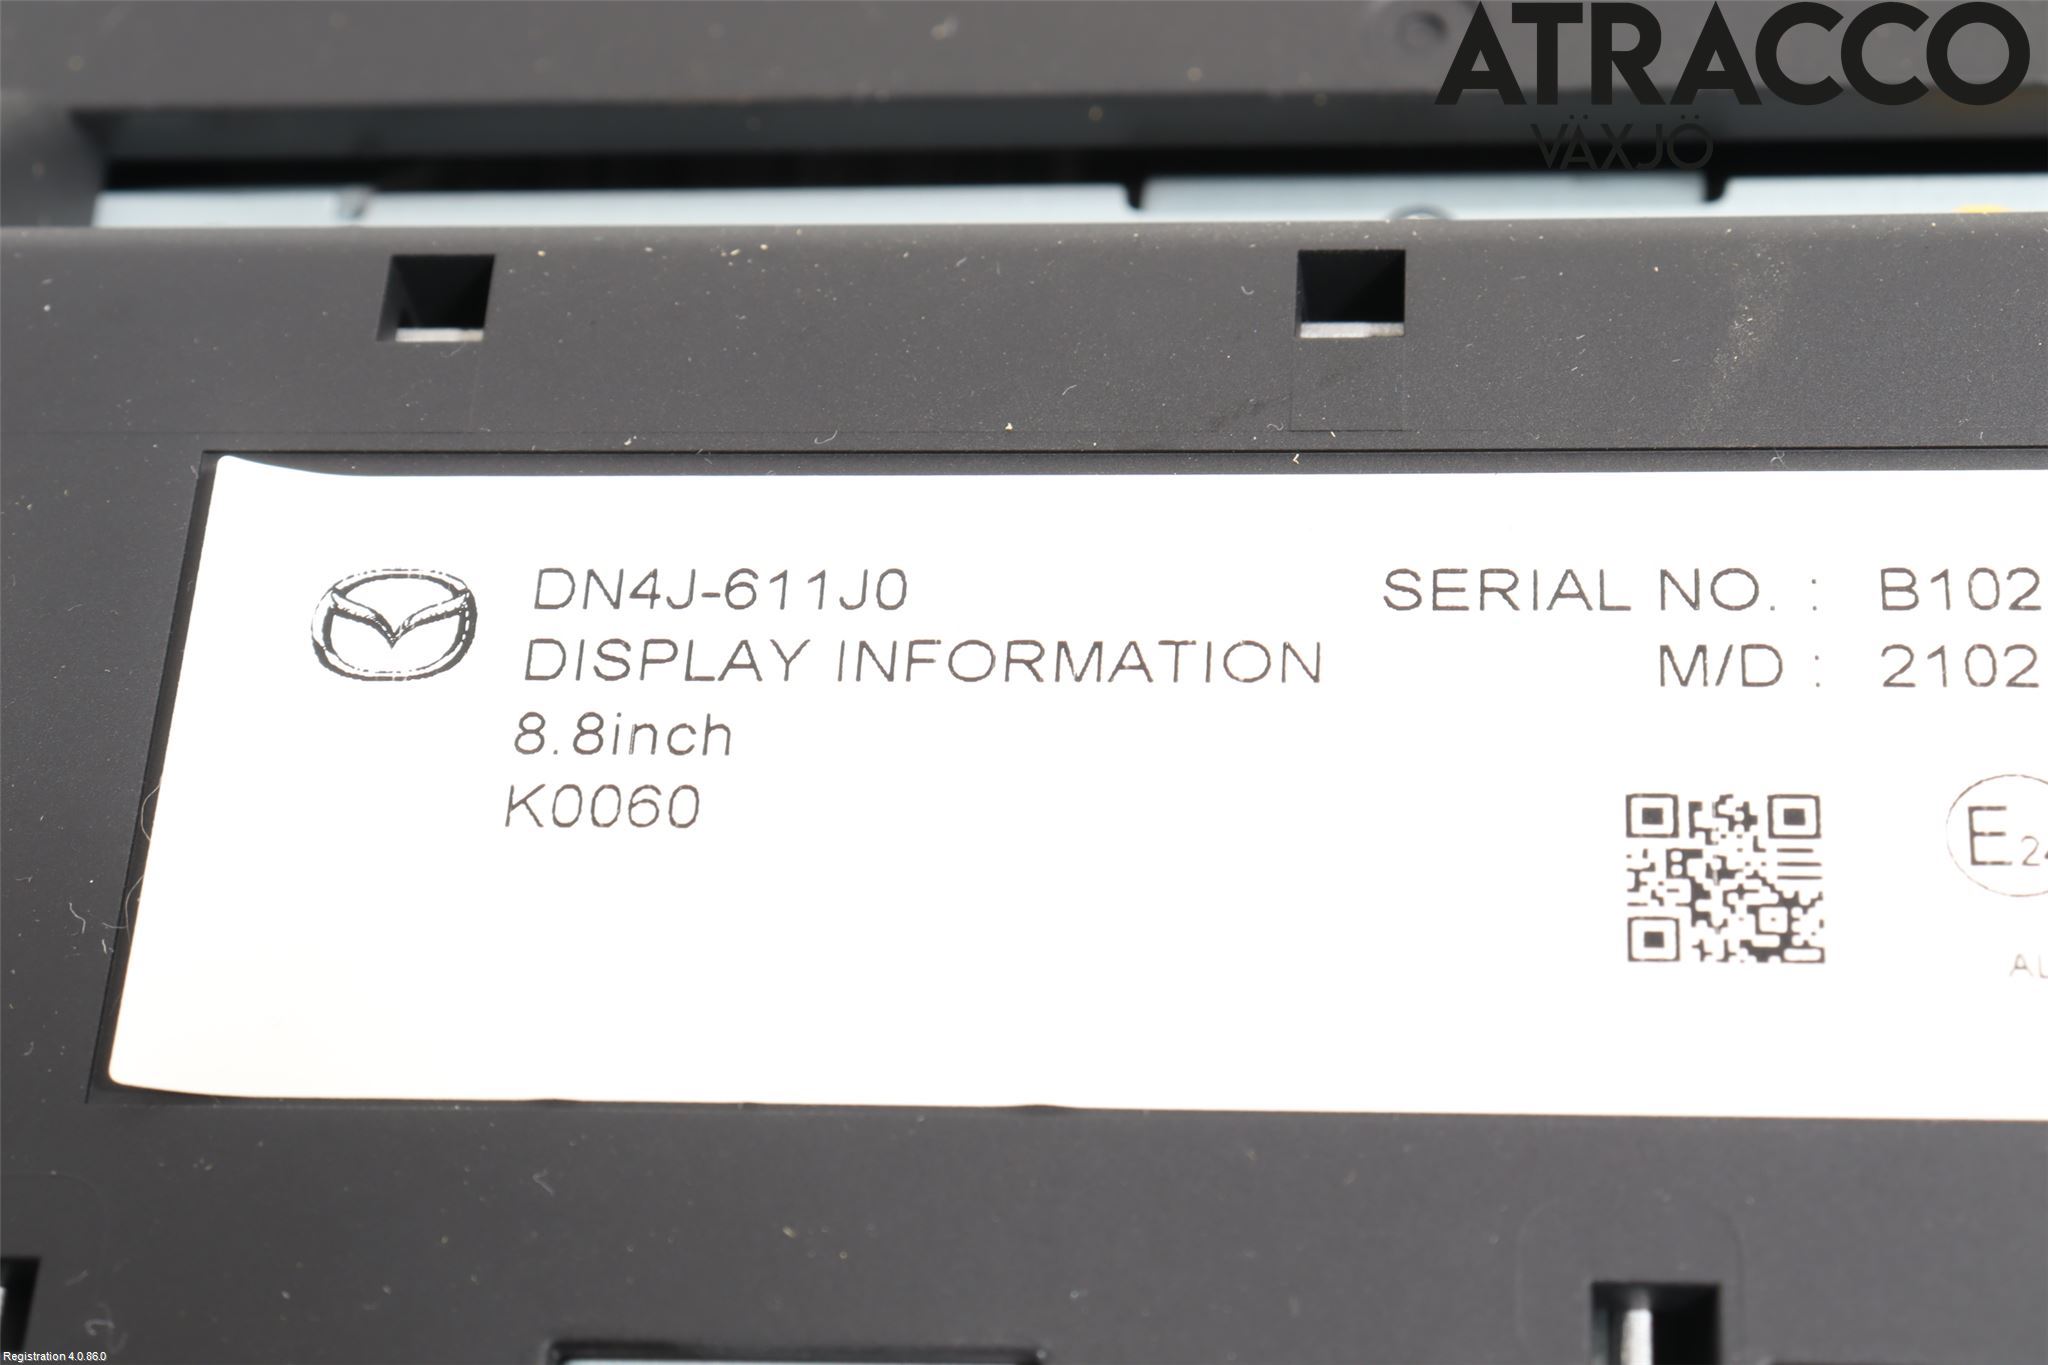 ATRACCO
VÄXJÖ
DN4J-611J0
DISPLAY INFORMATION
8.8inch
K0060
SERIAL NO. : B102
M/D : 2102
E
Registration 4.0.86.0